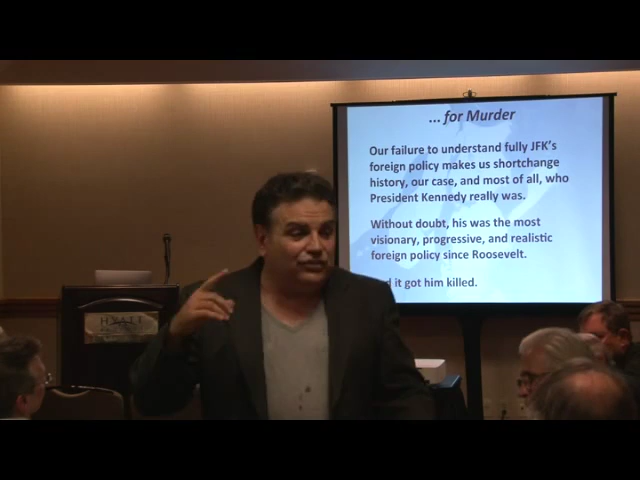 ... for Murder
Our failure to understand fully JFK's
foreign policy makes us shortchange
history, our case, and most of all, who
President Kennedy really was.
Without doubt, his was the most
visionary, progressive, and realistic
foreign policy since Roosevelt.
it got him killed.
HYATT